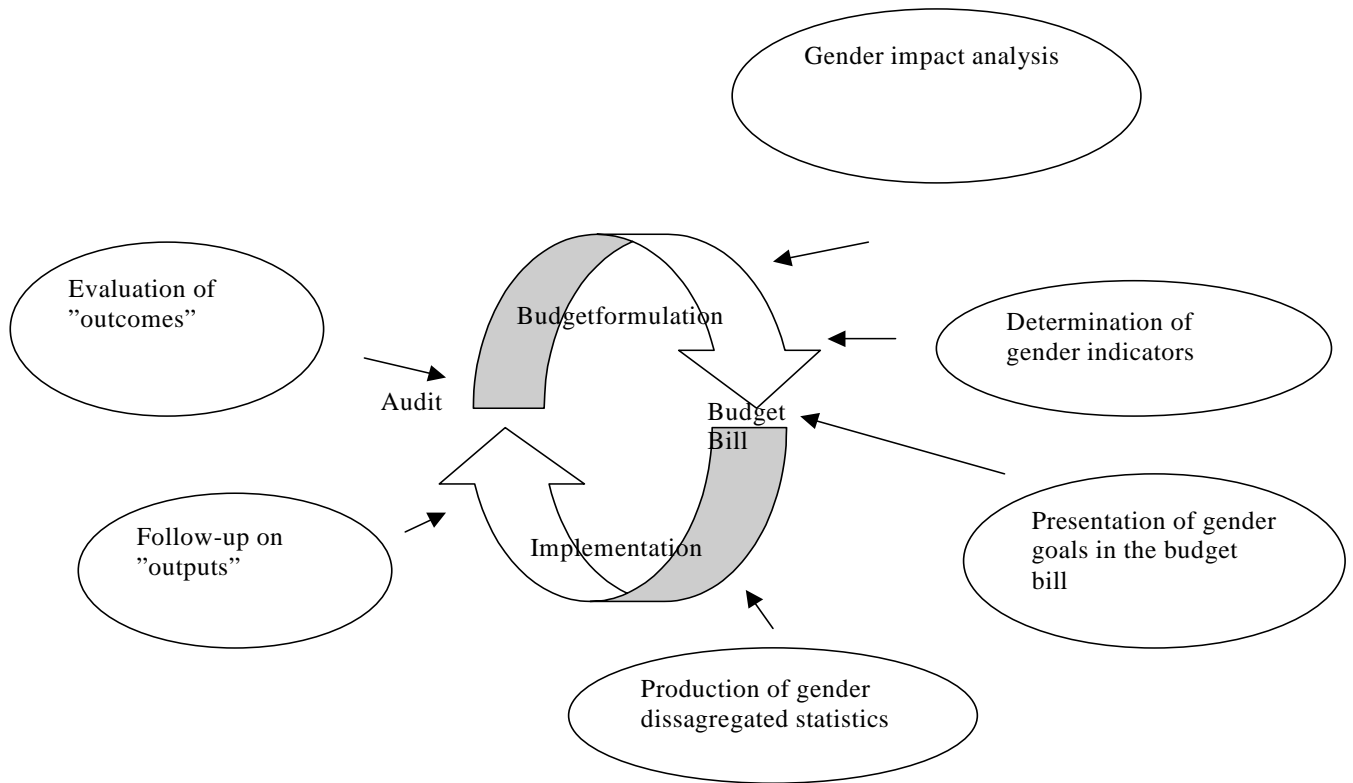 Gender impact analysis
Evaluation of
”outcomes”
Budgetformulation
Determination of
gender indicators
Audit
Budget
Bill
Follow-up on
”outputs”
Implementation
Presentation of gender
goals in the budget
bill
Production of gender
dissagregated statistics